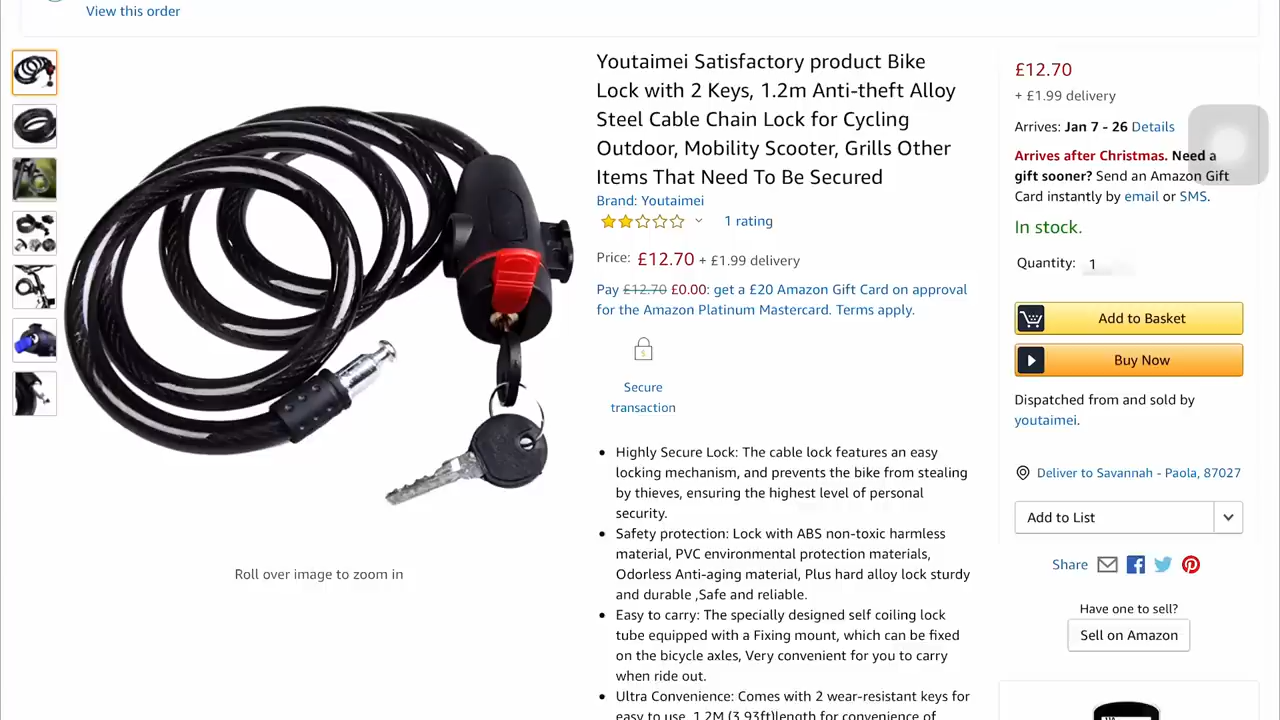 View this order
Youtaimei Satisfactory product Bike
Lock with 2 Keys, 1.2m Anti-theft Alloy
Steel Cable Chain Lock for Cycling
Outdoor, Mobility Scooter, Grills Other
Items That Need To Be Secured
Brand: Youtaimei
1 rating
Price: £12.70 + £1.99 delivery
Pay £12.70 £0.00: get a £20 Amazon Gift Card on approval
for the Amazon Platinum Mastercard. Terms apply.
Secure
transaction
Highly Secure Lock: The cable lock features an easy
locking mechanism, and prevents the bike from stealing
by thieves, ensuring the highest level of personal
security.
Safety protection: Lock with ABS non-toxic harmless
material, PVC environmental protection materials,
Odorless Anti-aging material, Plus hard alloy lock sturdy
and durable ,Safe and reliable.
Easy to carry: The specially designed self coiling lock
tube equipped with a Fixing mount, which can be fixed
on the bicycle axles, Very convenient for you to carry
when ride out.
Ultra Convenience: Comes with 2 wear-resistant keys for
easy to use, 1.2M (3.93ft)length for convenience of
Roll over image to zoom in
£12.70
+ £1.99 delivery
Arrives: Jan 7 - 26 Details
Arrives after Christmas. Need a
gift sooner? Send an Amazon Gift
Card instantly by email or SMS.
In stock.
Quantity: 1
Add to Basket
Buy Now
Dispatched from and sold by
youtaimei.
Deliver to Savannah - Paola, 87027
Add to List
Share
Have one to sell?
Sell on Amazon